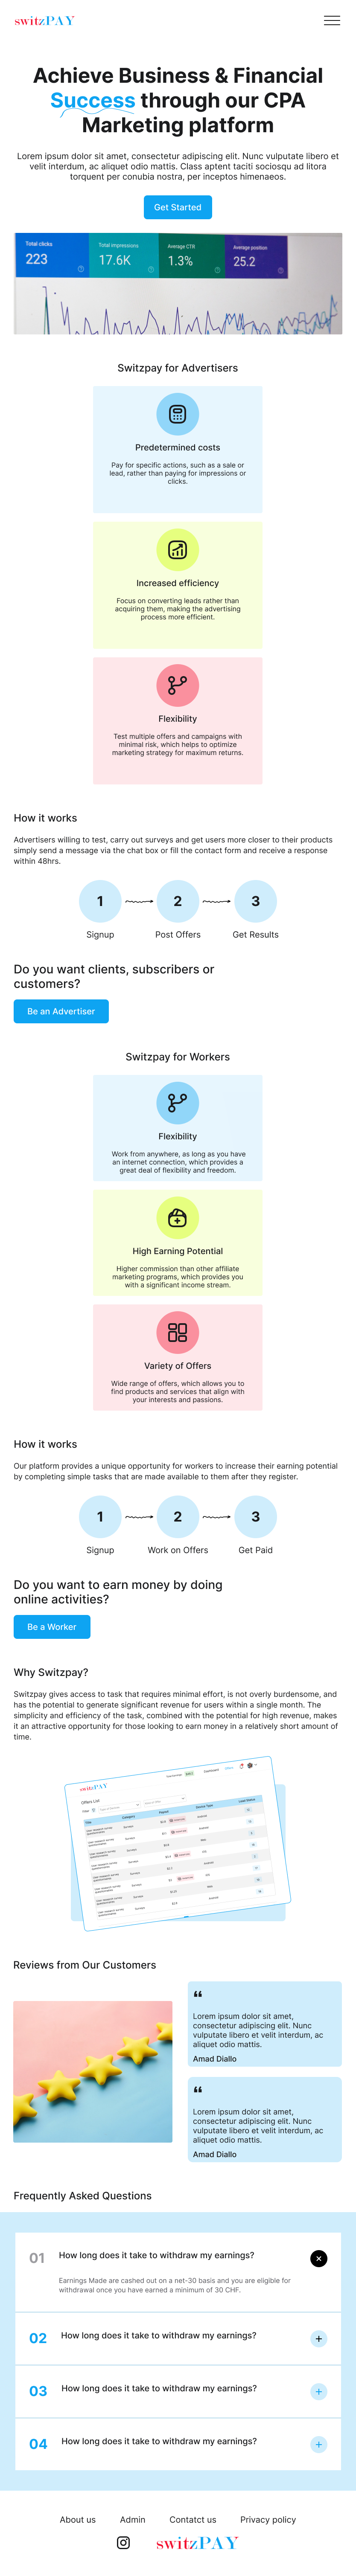 switzPAY
Achieve Business & Financial
Success through our CPA
Marketing platform
Lorem ipsum dolor sit amet, consectetur adipiscing elit. Nunc vulputate libero et
velit interdum, ac aliquet odio mattis. Class aptent taciti sociosqu ad litora
torquent per conubia nostra, per inceptos himenaeos.
Get Started
Total clicks
223
Total impressions
17.6K
Average CTR
1.3%
Average position
25.2
Switzpay for Advertisers
Predetermined costs
Pay for specific actions, such as a sale or
lead, rather than paying for impressions or
clicks.
Increased efficiency
Focus on converting leads rather than
acquiring them, making the advertising
process more efficient.
Flexibility
Test multiple offers and campaigns with
minimal risk, which helps to optimize
marketing strategy for maximum returns.
How it works
Advertisers willing to test, carry out surveys and get users more closer to their products
simply send a message via the chat box or fill the contact form and receive a response
within 48hrs.
1 2 3
Signup Post Offers Get Results
Do you want clients, subscribers or
customers?
Be an Advertiser
Switzpay for Workers
Flexibility
Work from anywhere, as long as you have
an internet connection, which provides a
great deal of flexibility and freedom.
High Earning Potential
Higher commission than other affiliate
marketing programs, which provides you
with a significant income stream.
Variety of Offers
Wide range of offers, which allows you to
find products and services that align with
your interests and passions.
How it works
Our platform provides a unique opportunity for workers to increase their earning potential
by completing simple tasks that are made available to them after they register.
1 2 3
Signup Work on Offers Get Paid
Do you want to earn money by doing
online activities?
Be a Worker
Why Switzpay?
Switzpay gives access to task that requires minimal effort, is not overly burdensome, and
has the potential to generate significant revenue for users within a single month. The
simplicity and efficiency of the task, combined with the potential for high revenue, makes
it an attractive opportunity for those looking to earn money in a relatively short amount of
time.
switzPAY
Offers List
Reviews from Our Customers
Lorem ipsum dolor sit amet,
consectetur adipiscing elit. Nunc
vulputate libero et velit interdum, ac
aliquet odio mattis.
Amad Diallo
Lorem ipsum dolor sit amet,
consectetur adipiscing elit. Nunc
vulputate libero et velit interdum, ac
aliquet odio mattis.
Amad Diallo
Frequently Asked Questions
01 How long does it take to withdraw my earnings?
Earnings Made are cashed out on a net-30 basis and you are eligible for
withdrawal once you have earned a minimum of 30 CHF.
02 How long does it take to withdraw my earnings?
03 How long does it take to withdraw my earnings?
04 How long does it take to withdraw my earnings?
About us Admin Contatct us Privacy policy
switzPAY